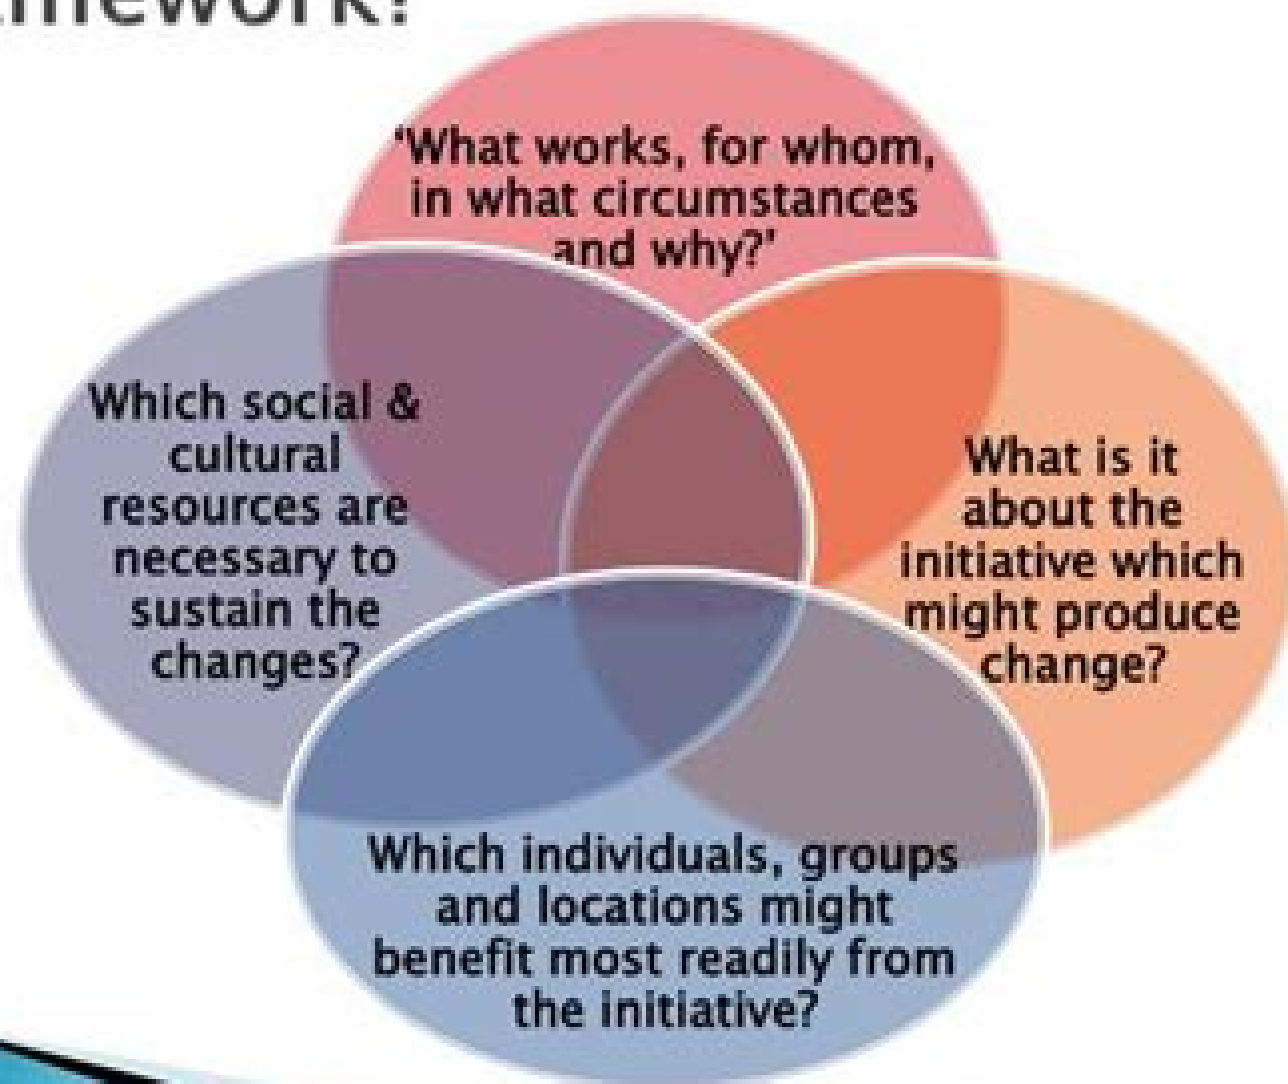 ‘What works, for whom,
in what circumstances
and why?’
Which social &
cultural
resources are
necessary to
sustain the
changes?
What is it
about the
initiative which
might produce
change?
Which individuals, groups
and locations might
benefit most readily from
the initiative?